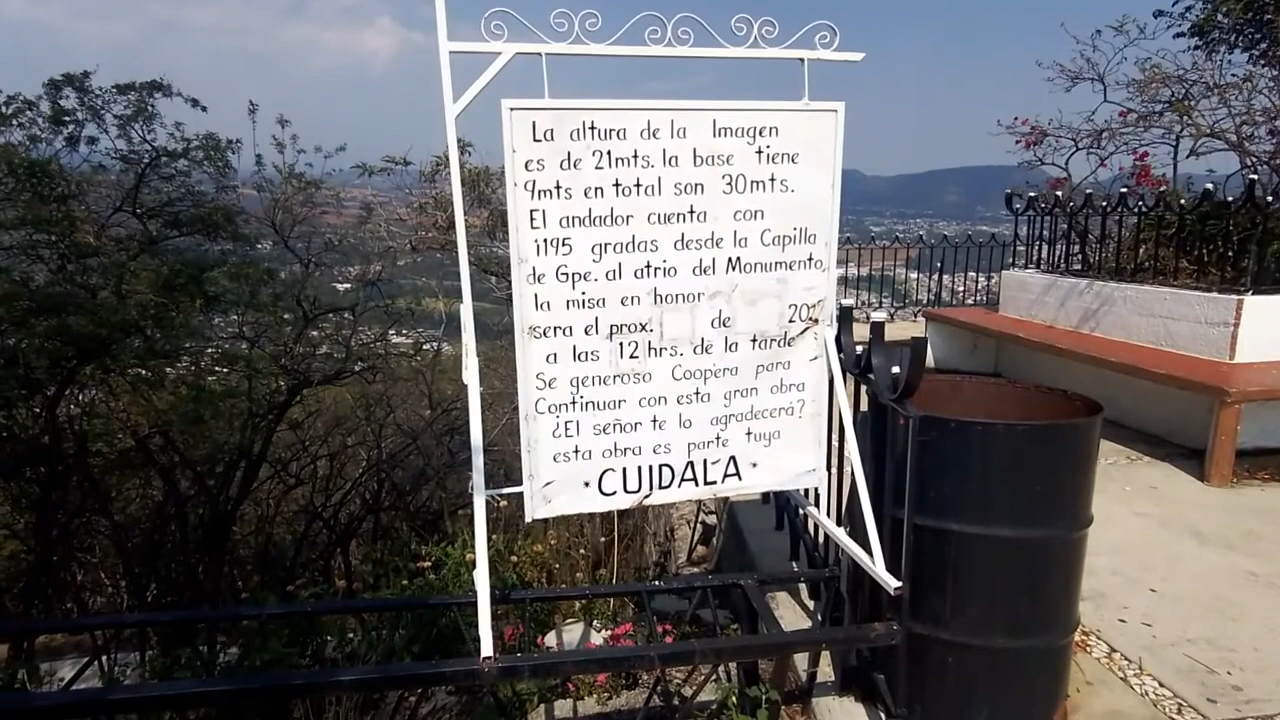 La altura de la Imagen
es de 21mts. la base tiene
9mts en total son 30mts.
El andador cuenta con
1195 gradas desde la Capilla
de Gpe. al atrio del Monumento,
la misa en honor
sera el prox. de
a las 12 hrs. de la tarde
Se generoso Coopera para
Continuar con esta gran obra
¿El señor te lo agradecerá?
esta obra es parte tuya
*CUIDALA*